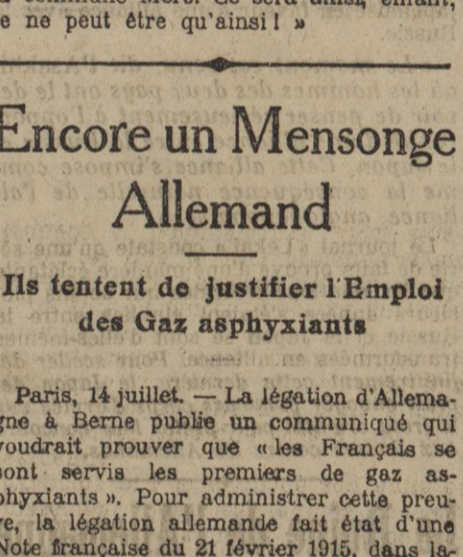 e ne peut être qu'ainsi ! »
Encore un Mensonge
Allemand
Ils tentent de justifier l'Emploi
des Gaz asphyxiants
Paris, 14 juillet. — La légation d'Allema-
gne à Berne publie un communiqué qui
voudrait prouver que « les Français se
sont servis les premiers de gaz as-
phyxiants ». Pour administrer cette preu-
ve, la légation allemande fait état d'une
Note française du 21 février 1915, dans la-